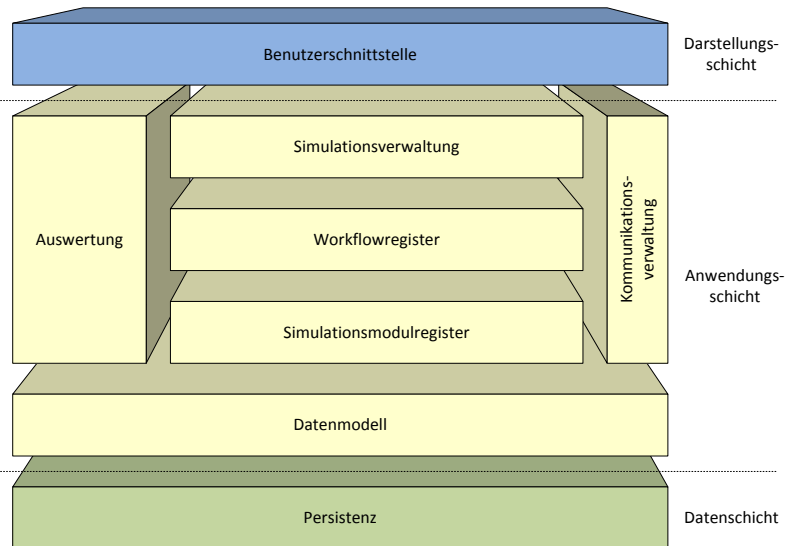 Benutzerschnittstelle
Darstellungs-
schicht
Simulationsverwaltung
Auswertung
Workflowregister
Kommunikations-
verwaltung
Anwendungs-
schicht
Simulationsmodulregister
Datenmodell
Persistenz
Datenschicht